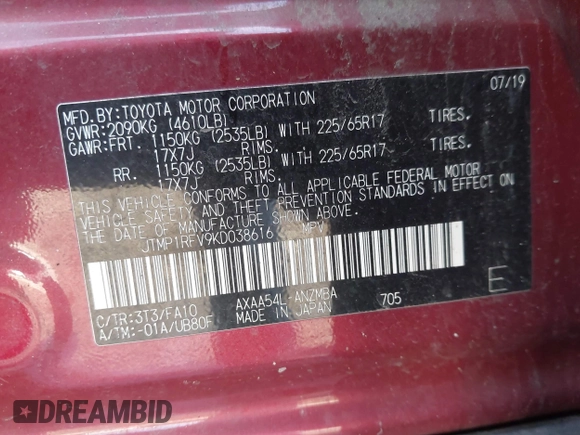 MFD.BY:TOYOTA MOTOR CORPORATION 07/19
GVWR:2090KG (4610LB)
GAWR:FRT. 1150KG (2535LB) WITH 225/65R17 TIRES.
17X7J RIMS.
RR. 1150KG (2535LB) WITH 225/65R17 TIRES.
17X7J RIMS.
THIS VEHICLE CONFORMS TO ALL APPLICABLE FEDERAL MOTOR
VEHICLE SAFETY AND THEFT PREVENTION STANDARDS IN EFFECT ON
THE DATE OF MANUFACTURE SHOWN ABOVE.
JTMP1RFV9KD038616 MPV
C/TR:3T3/FA10 AXAA54L-ANZMBA 705 E
A/TM:-01A/UB80F MADE IN JAPAN
DREAMBID